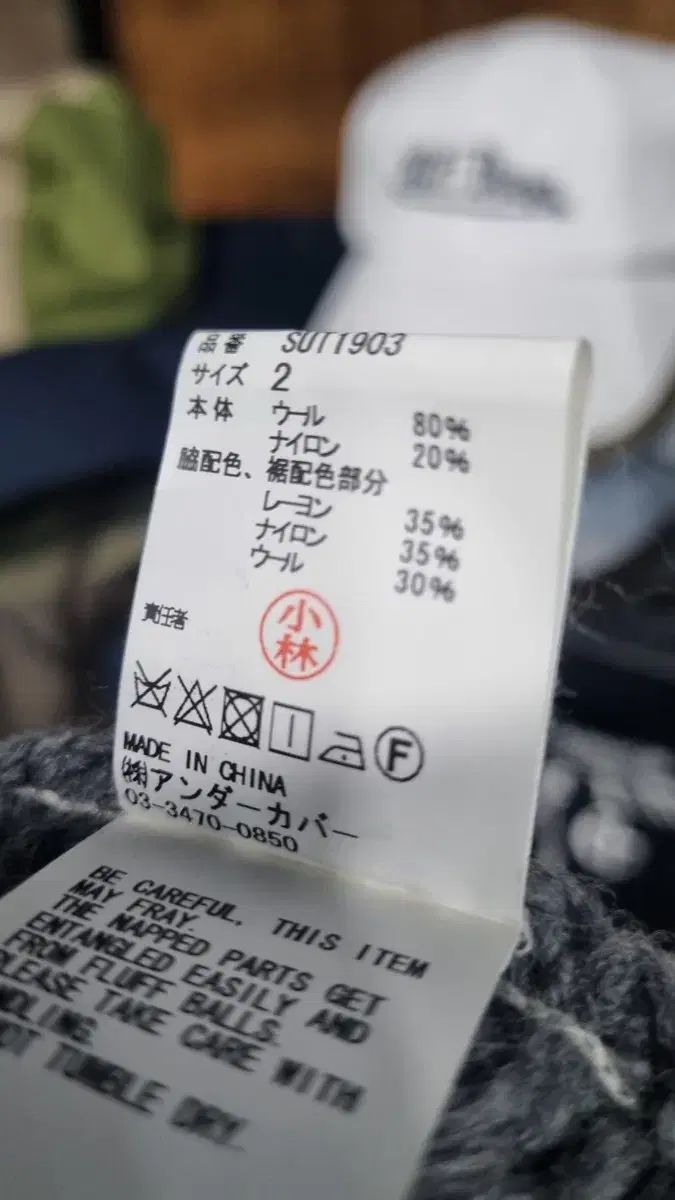 品番 SUT1903
サイズ 2
本体 ウール 80%
ナイロン 20%
脇配色、裾配色部分
レーヨン 35%
ナイロン 35%
ウール 30%
責任者 小林
F
MADE IN CHINA
(株)アンダーカバー
03-3470-0850
BE CAREFUL, THIS ITEM
MAY FRAY.
THE NAPPED PARTS GET
ENTANGLED EASILY AND
FROM FLUFF BALLS.
PLEASE TAKE CARE WITH
NDLING.
OT TUMBLE DRY.